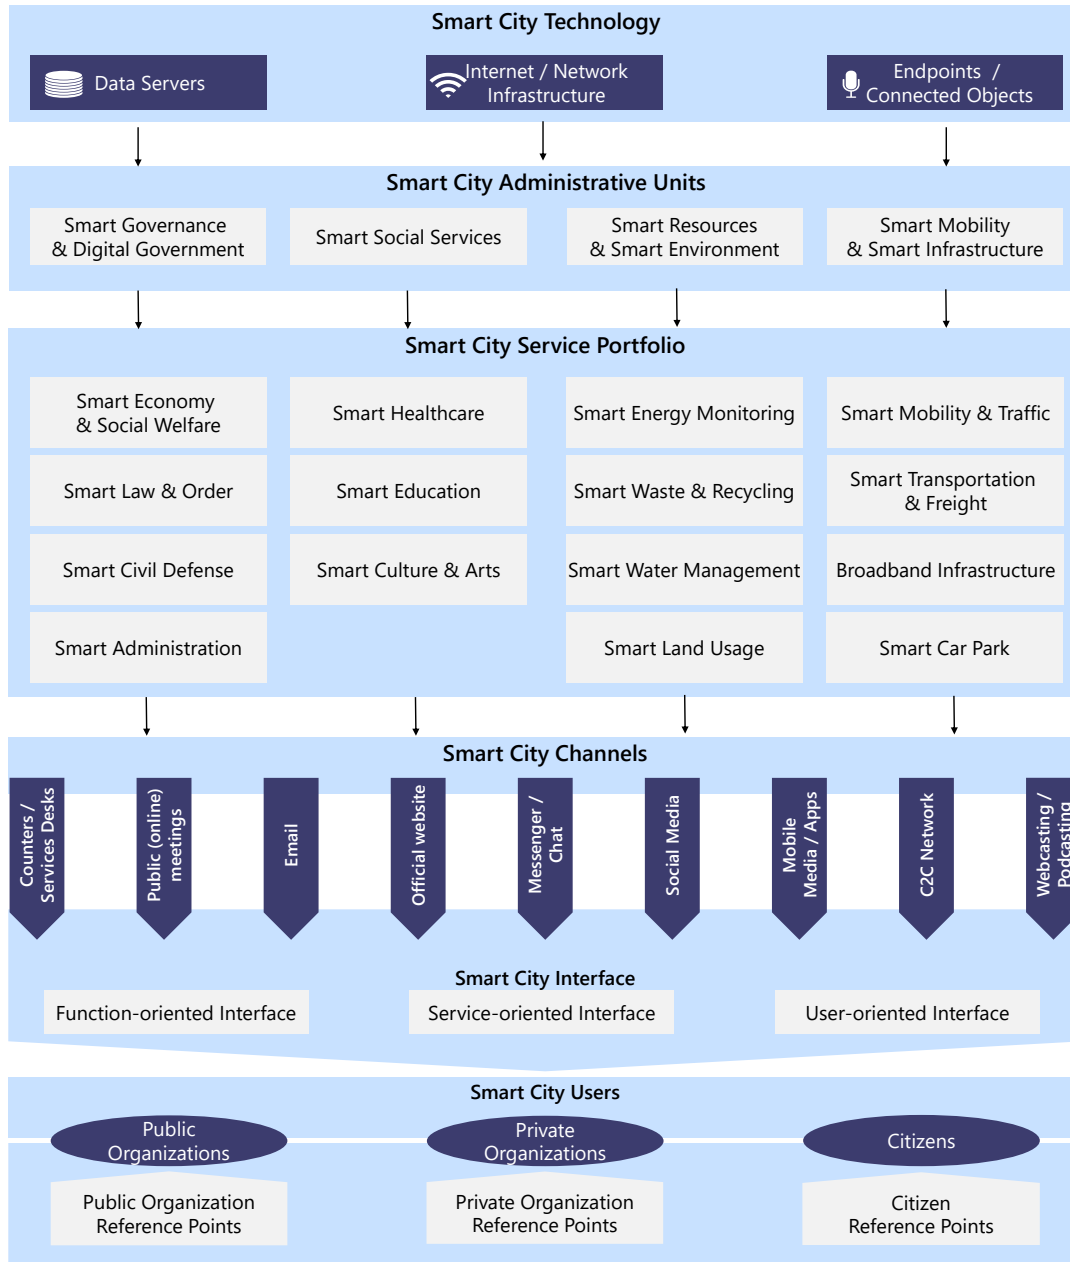 Smart City Technology
Data Servers
Internet / Network
Infrastructure
Endpoints /
Connected Objects
Smart City Administrative Units
Smart Governance
& Digital Government
Smart Social Services
Smart Resources
& Smart Environment
Smart Mobility
& Smart Infrastructure
Smart City Service Portfolio
Smart Economy
& Social Welfare
Smart Healthcare
Smart Energy Monitoring
Smart Mobility & Traffic
Smart Law & Order
Smart Education
Smart Waste & Recycling
Smart Transportation
& Freight
Smart Civil Defense
Smart Culture & Arts
Smart Water Management
Broadband Infrastructure
Smart Administration
Smart Land Usage
Smart Car Park
Smart City Channels
Counters /
Services Desks
Public (online)
meetings
Email
Official website
Messenger /
Chat
Social Media
Mobile
Media / Apps
C2C Network
Webcasting /
Podcasting
Smart City Interface
Function-oriented Interface
Service-oriented Interface
User-oriented Interface
Smart City Users
Public
Organizations
Private
Organizations
Citizens
Public Organization
Reference Points
Private Organization
Reference Points
Citizen
Reference Points